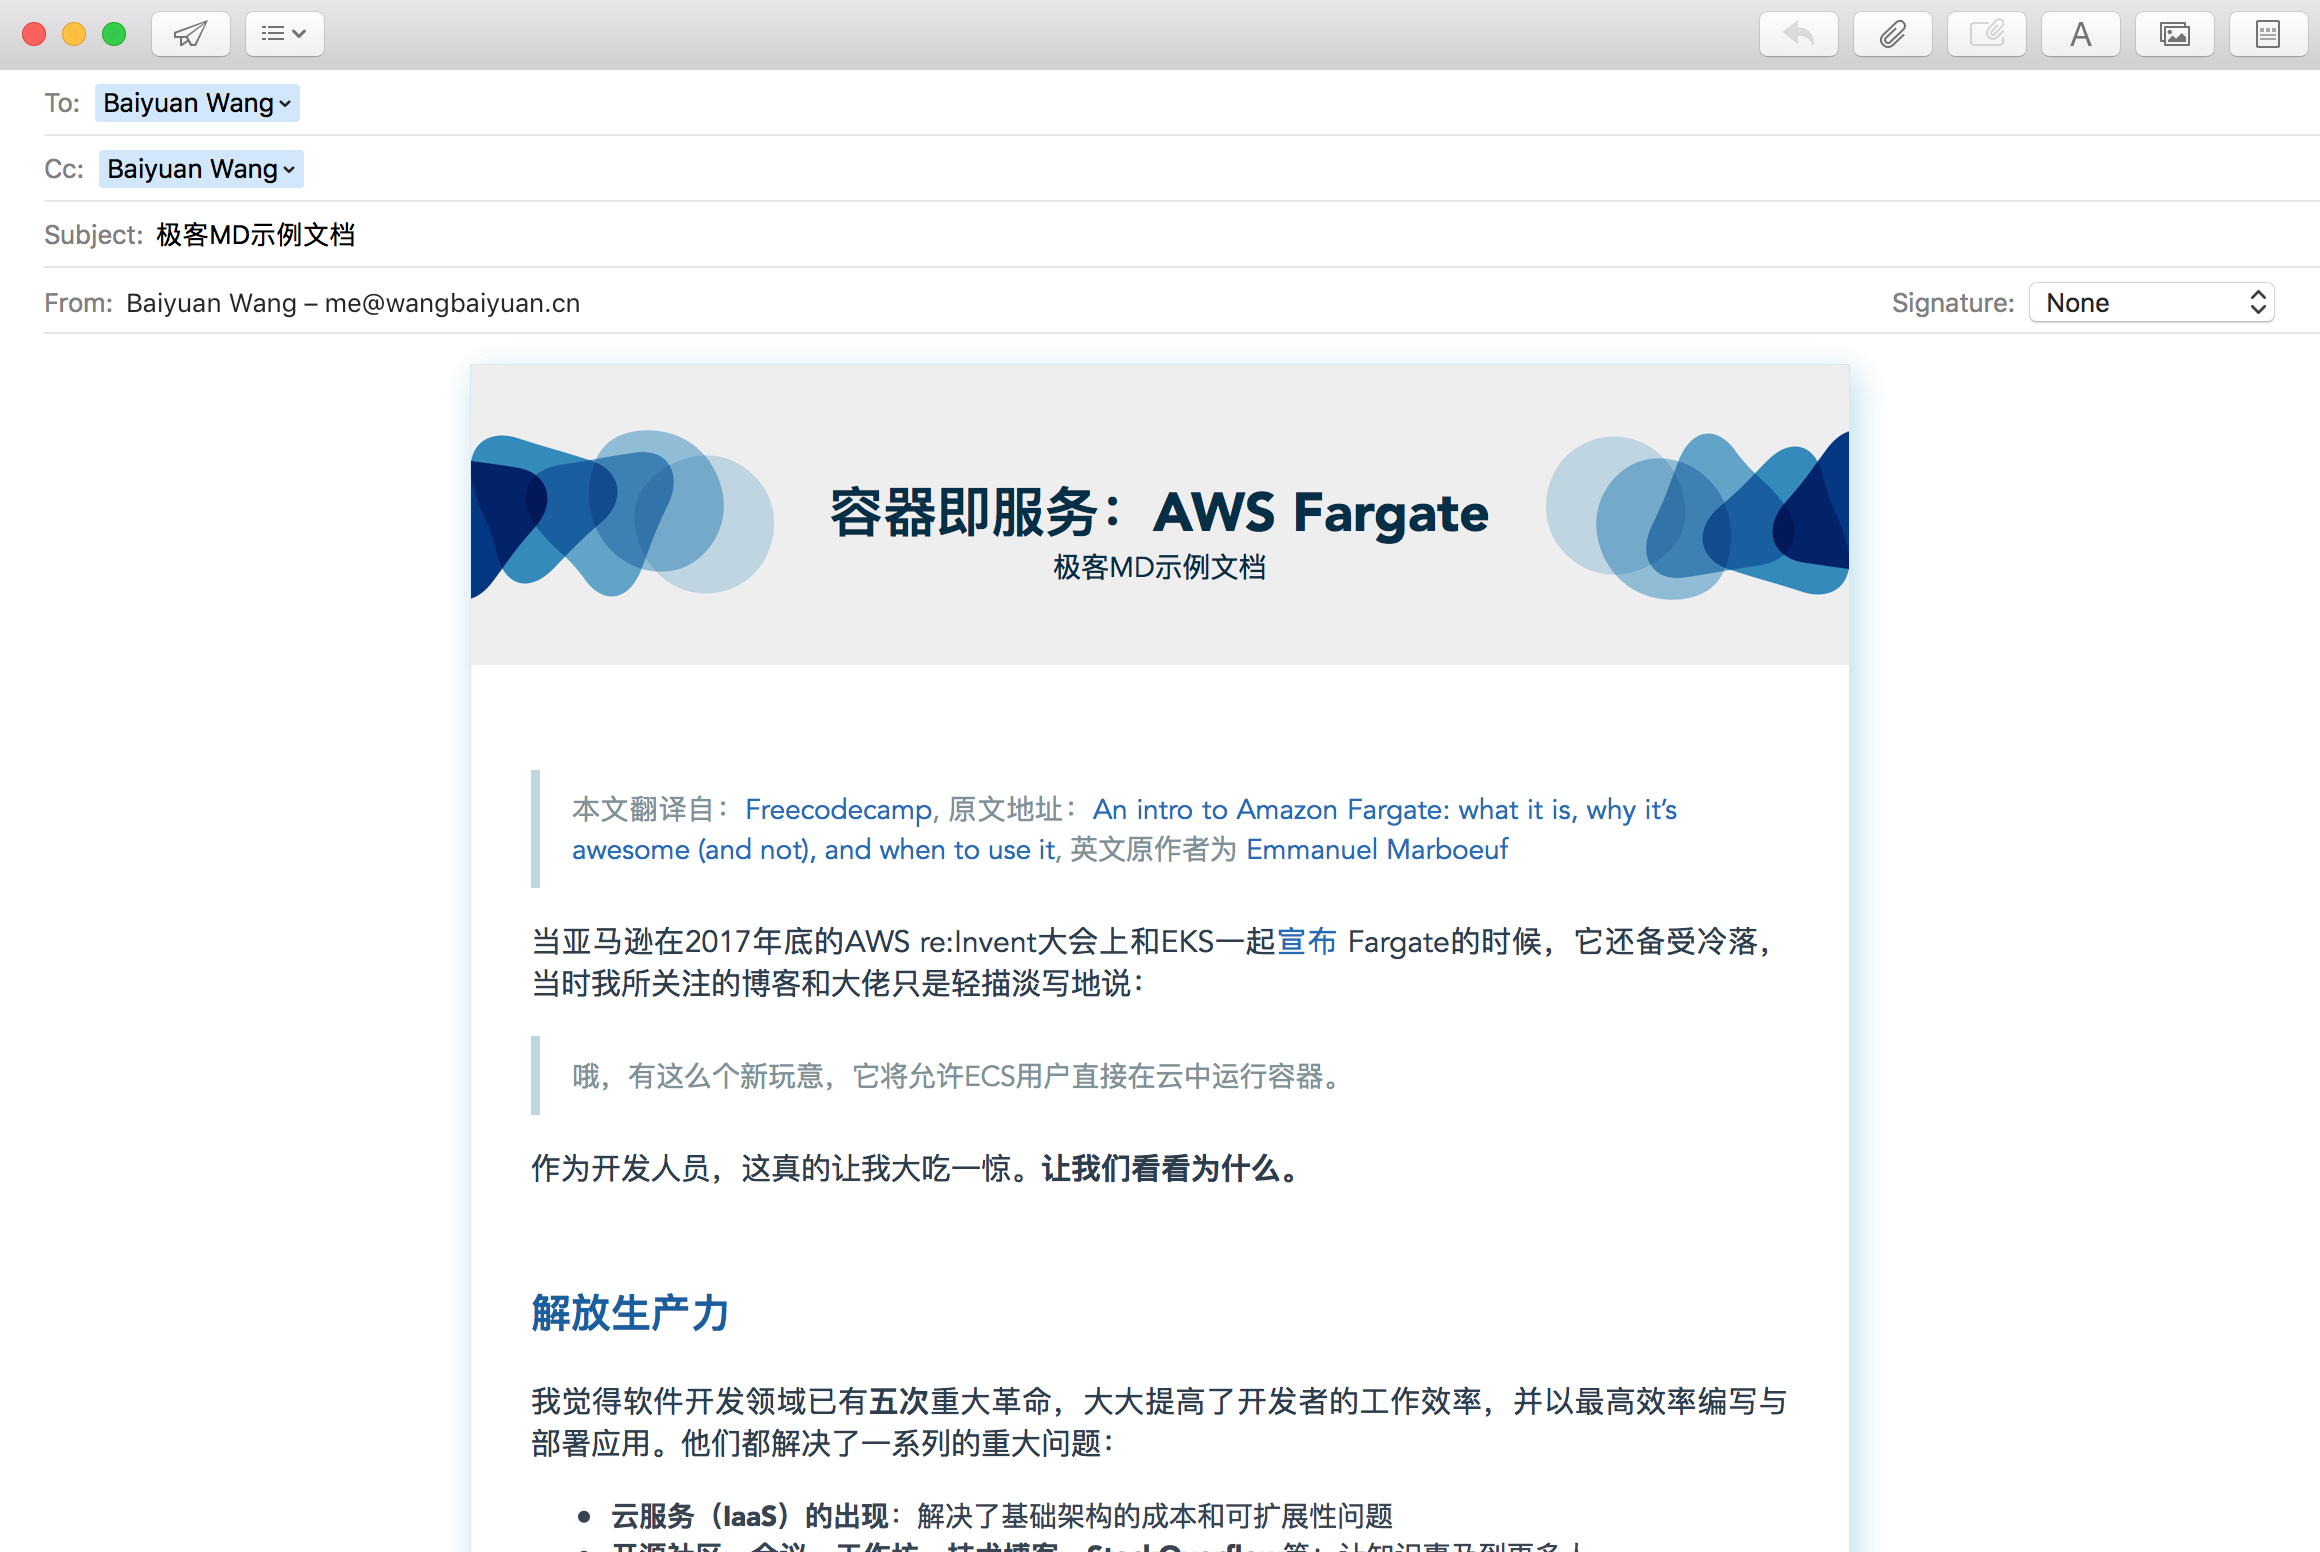 To: Baiyuan Wang
Cc: Baiyuan Wang
Subject: 极客MD示例文档
From: Baiyuan Wang – me@wangbaiyuan.cn
Signature: None
容器即服务：AWS Fargate
极客MD示例文档
本文翻译自：Freecodecamp, 原文地址：An intro to Amazon Fargate: what it is, why it’s
awesome (and not), and when to use it, 英文原作者为 Emmanuel Marboeuf
当亚马逊在2017年底的AWS re:Invent大会上和EKS一起宣布 Fargate的时候，它还备受冷落，
当时我所关注的博客和大佬只是轻描淡写地说：
哦，有这么个新玩意，它将允许ECS用户直接在云中运行容器。
作为开发人员，这真的让我大吃一惊。让我们看看为什么。
解放生产力
我觉得软件开发领域已有五次重大革命，大大提高了开发者的工作效率，并以最高效率编写与
部署应用。他们都解决了一系列的重大问题：
• 云服务（IaaS）的出现：解决了基础架构的成本和可扩展性问题